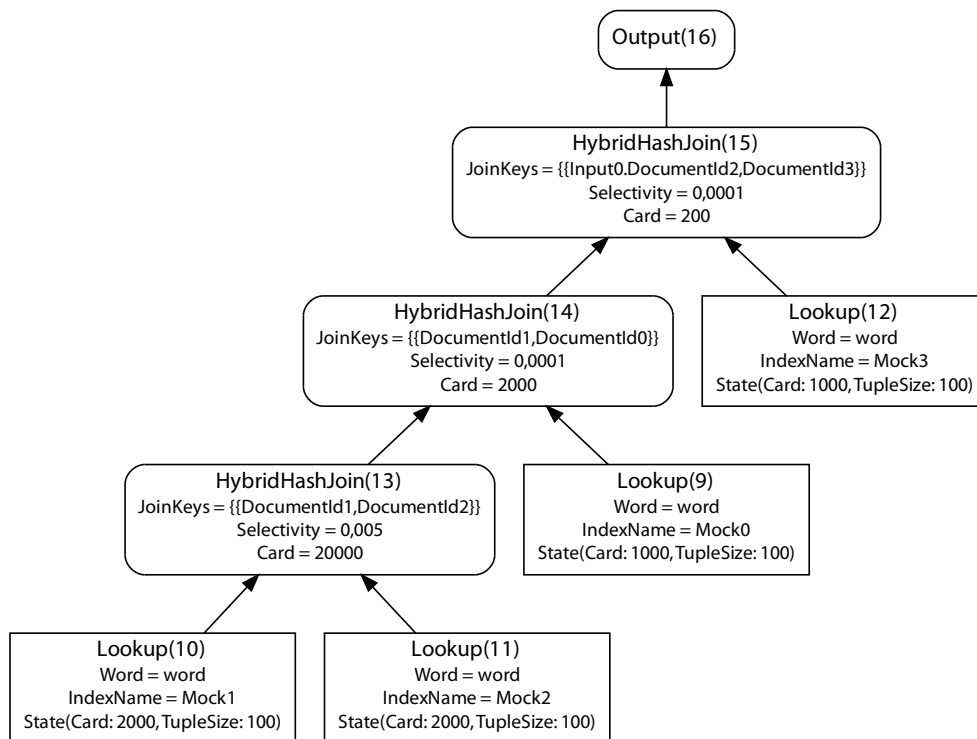 Output(16)
HybridHashJoin(15)
JoinKeys = {{Input0.DocumentId2,DocumentId3}}
Selectivity = 0,0001
Card = 200
HybridHashJoin(14)
JoinKeys = {{DocumentId1,DocumentId0}}
Selectivity = 0,0001
Card = 2000
Lookup(12)
Word = word
IndexName = Mock3
State(Card: 1000, TupleSize: 100)
HybridHashJoin(13)
JoinKeys = {{DocumentId1,DocumentId2}}
Selectivity = 0,005
Card = 20000
Lookup(9)
Word = word
IndexName = Mock0
State(Card: 1000, TupleSize: 100)
Lookup(10)
Word = word
IndexName = Mock1
State(Card: 2000, TupleSize: 100)
Lookup(11)
Word = word
IndexName = Mock2
State(Card: 2000, TupleSize: 100)